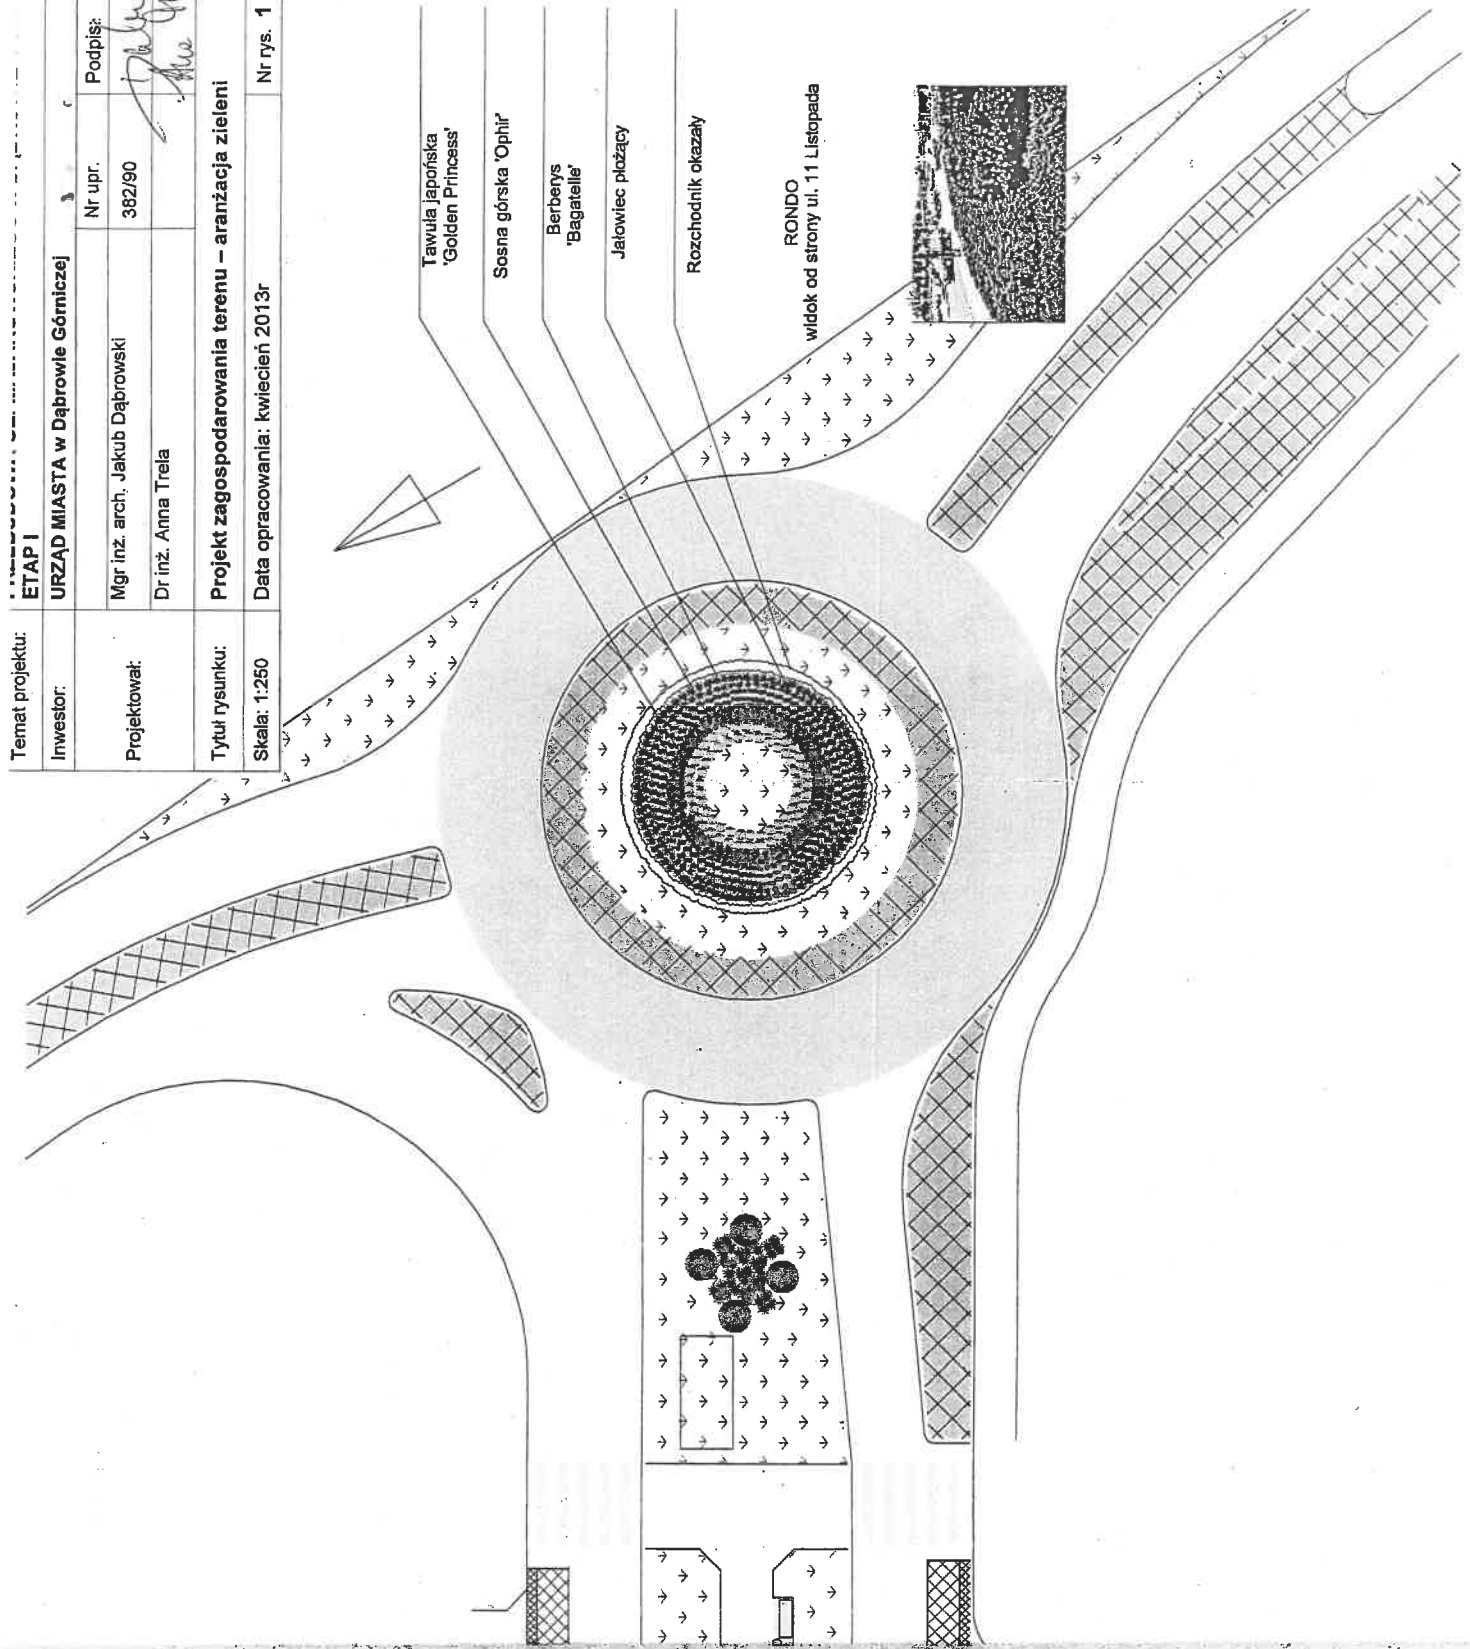 Temat projektu:
ETAP I
Inwestor:
URZĄD MIASTA w Dąbrowie Górniczej
Nr upr.
Podpis:
Projektował:
Mgr inż. arch. Jakub Dąbrowski
382/90
Dr inż. Anna Trela
Tytuł rysunku:
Projekt zagospodarowania terenu – aranżacja zieleni
Skala: 1:250
Data opracowania: kwiecień 2013r
Nr rys. 1
Tawuła japońska
'Golden Princess'
Sosna górska 'Ophir'
Berberys
'Bagatelle'
Jałowiec płożący
Rozchodnik okazały
RONDO
widok od strony ul. 11 Listopada